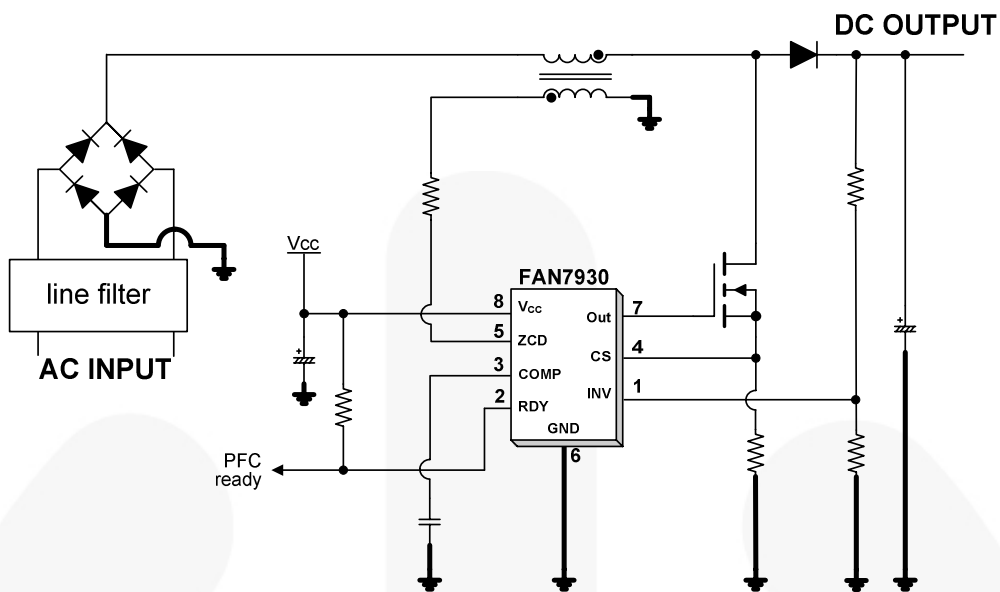 DC OUTPUT
Vcc
FAN7930
line filter
AC INPUT
8 VCC
5 ZCD
3 COMP
2 RDY
Out 7
CS 4
INV 1
GND
6
PFC
ready
+
+